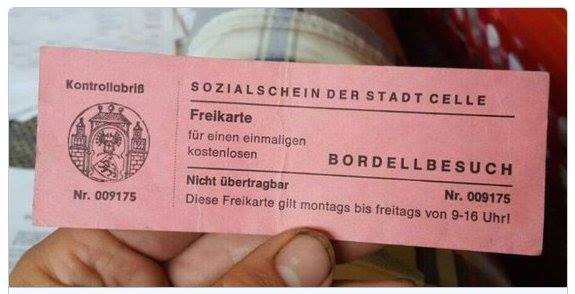 Kontrollabriß
Nr. 009175
SOZIALSCHEIN DER STADT CELLE
Freikarte
für einen einmaligen
kostenlosen
BORDELLBESUCH
Nicht übertragbar
Nr. 009175
Diese Freikarte gilt montags bis freitags von 9-16 Uhr!